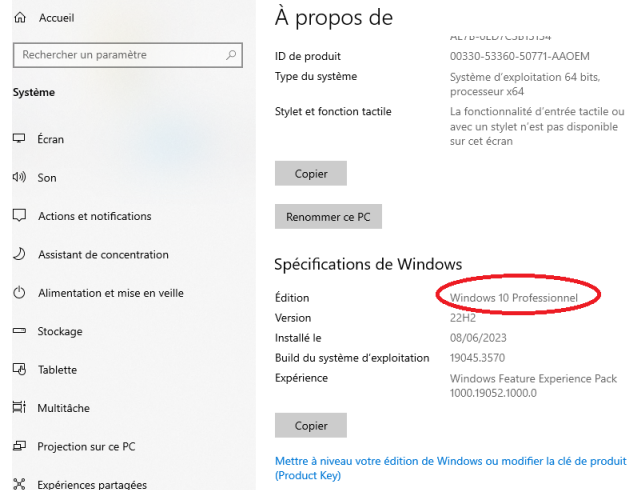 Accueil
Rechercher un paramètre
Système
Écran
Son
Actions et notifications
Assistant de concentration
Alimentation et mise en veille
Stockage
Tablette
Multitâche
Projection sur ce PC
Expériences partagées
À propos de
ID de produit 00330-53360-50771-AAOEM
Type du système Système d'exploitation 64 bits,
processeur x64
Stylet et fonction tactile La fonctionnalité d'entrée tactile ou
avec un stylet n'est pas disponible
sur cet écran
Copier
Renommer ce PC
Spécifications de Windows
Édition Windows 10 Professionnel
Version 22H2
Installé le 08/06/2023
Build du système d'exploitation 19045.3570
Expérience Windows Feature Experience Pack
1000.19052.1000.0
Copier
Mettre à niveau votre édition de Windows ou modifier la clé de produit
(Product Key)